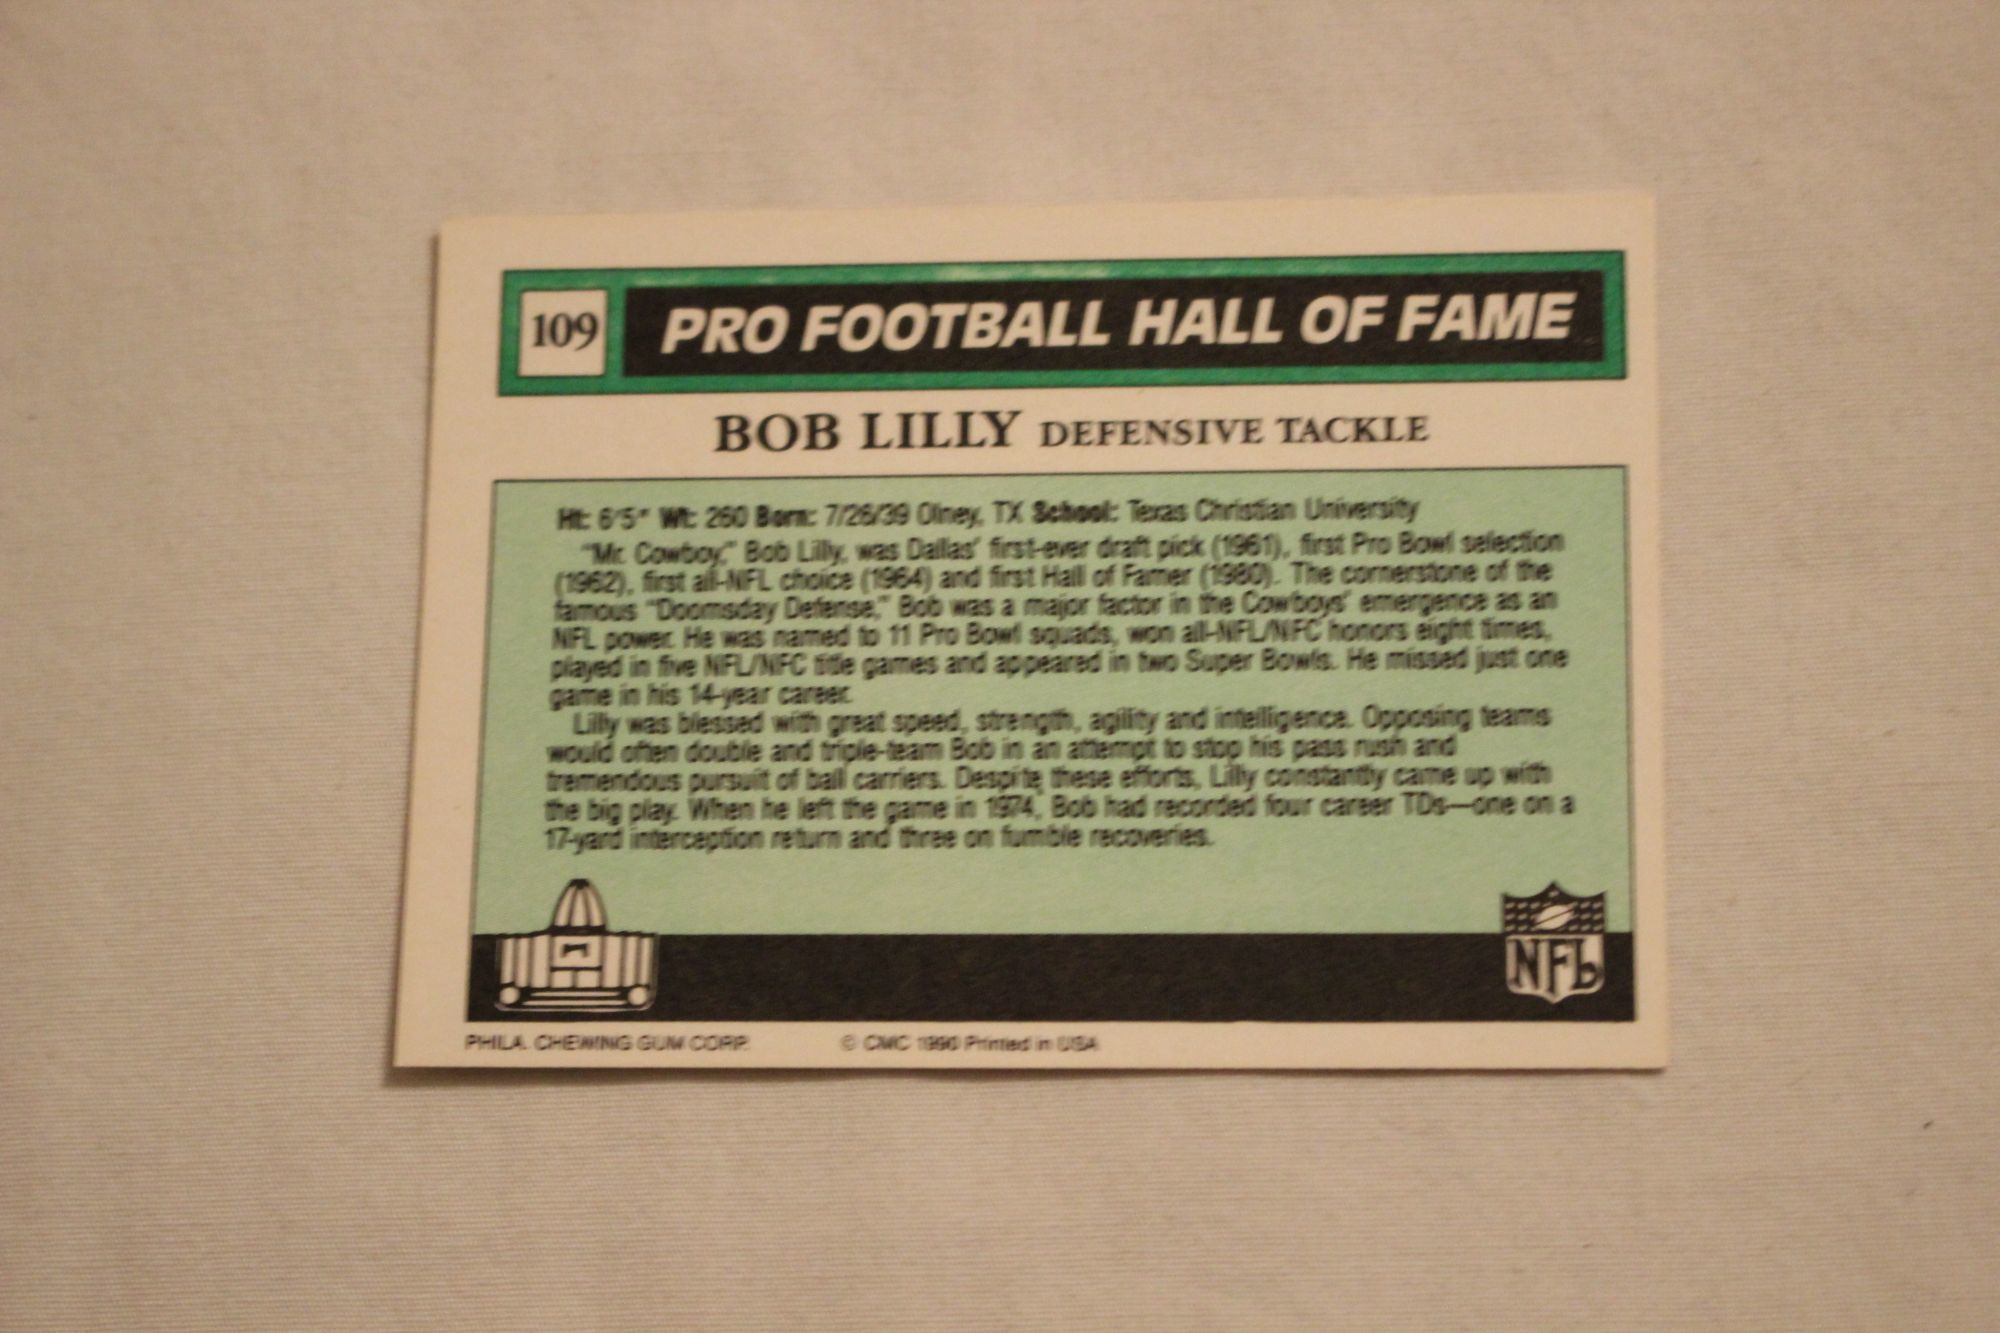 109 PRO FOOTBALL HALL OF FAME
BOB LILLY DEFENSIVE TACKLE
Ht: 6'5" Wt: 260 Born: 7/26/39 Olney, TX School: Texas Christian University
"Mr. Cowboy," Bob Lilly, was Dallas' first-ever draft pick (1961), first Pro Bowl selection
(1962), first all-NFL choice (1964) and first Hall of Famer (1980). The cornerstone of the
famous "Doomsday Defense," Bob was a major factor in the Cowboys' emergence as an
NFL power. He was named to 11 Pro Bowl squads, won all-NFL/NFC honors eight times,
played in five NFL/NFC title games and appeared in two Super Bowls. He missed just one
game in his 14-year career.
Lilly was blessed with great speed, strength, agility and intelligence. Opposing teams
would often double and triple-team Bob in an attempt to stop his pass rush and
tremendous pursuit of ball carriers. Despite these efforts, Lilly constantly came up with
the big play. When he left the game in 1974, Bob had recorded four career TDs—one on a
17-yard interception return and three on fumble recoveries.
NFL
PHILA. CHEWING GUM CORP. © CMC 1990 Printed in USA